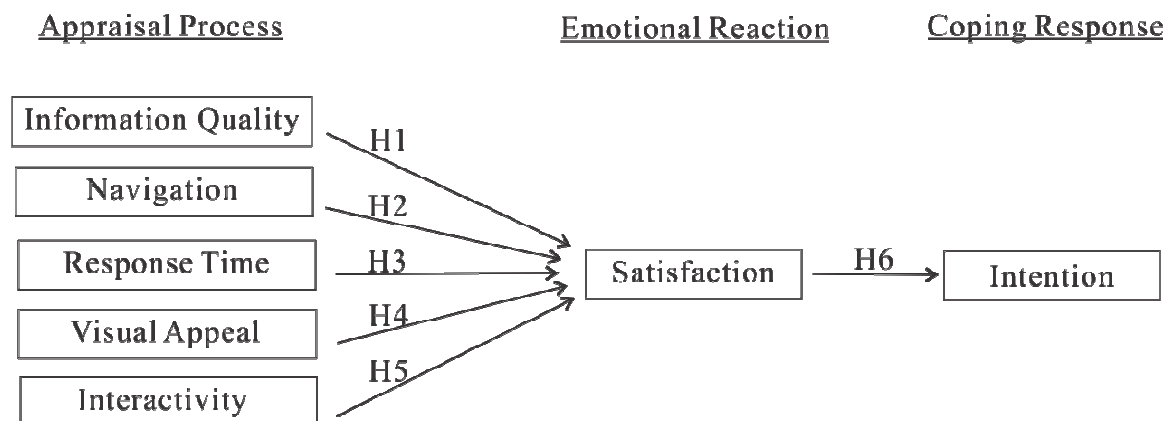 Appraisal Process
Emotional Reaction
Coping Response
Information Quality
H1
Navigation
H2
Response Time
H3
Satisfaction
H6
Intention
Visual Appeal
H4
H5
Interactivity